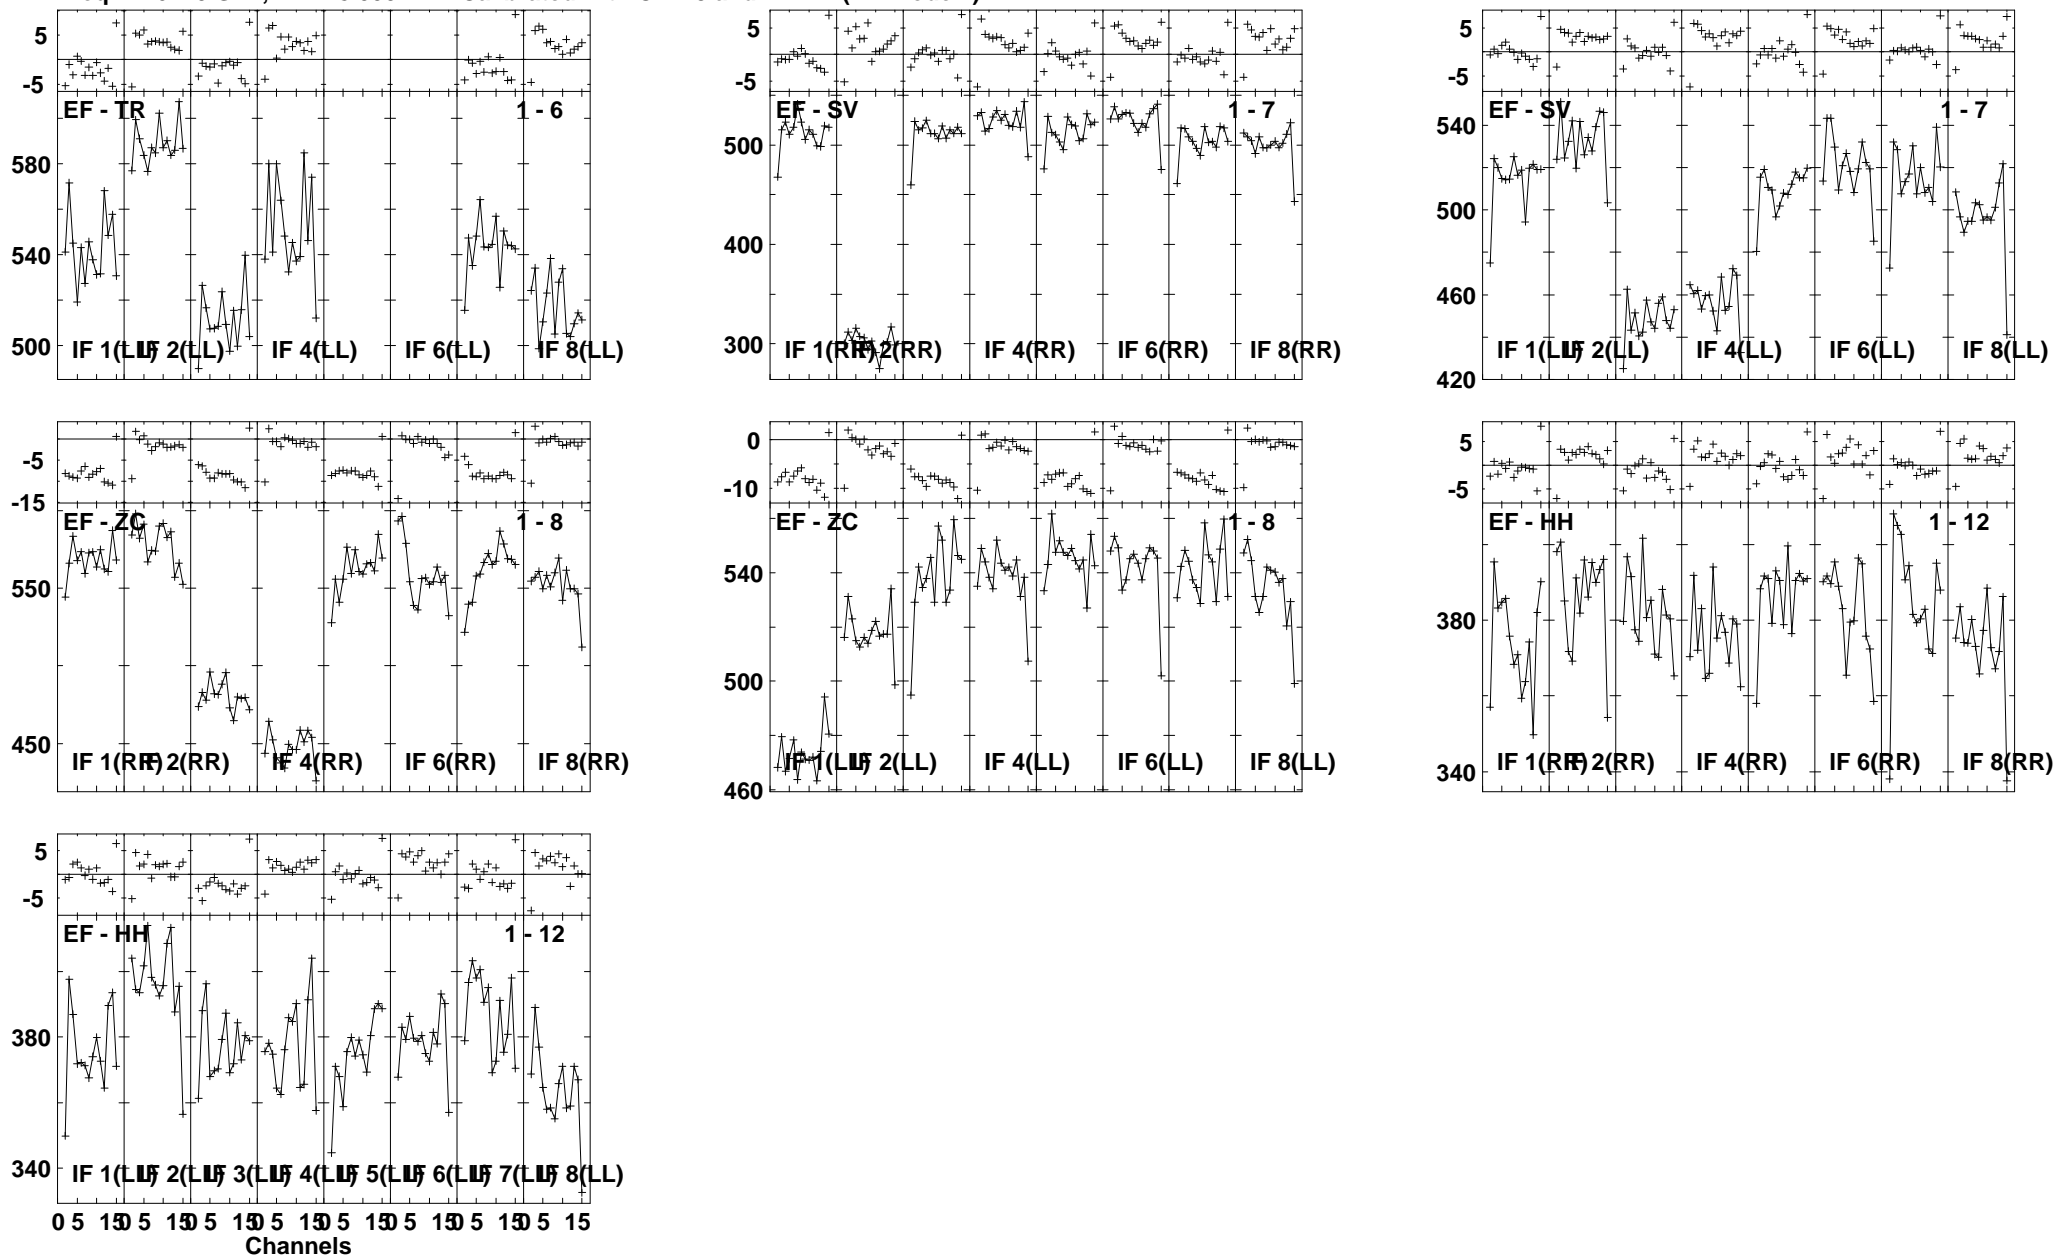 5
-5
EF - TR 1 - 6
580
540
500
IF 1(LL) IF 2(LL) IF 4(LL) IF 6(LL) IF 8(LL)
5
-5
EF - SV 1 - 7
500
400
300
IF 1(RR) IF 2(RR) IF 4(RR) IF 6(RR) IF 8(RR)
5
-5
EF - SV 1 - 7
540
500
460
420
IF 1(LL) IF 2(LL) IF 4(LL) IF 6(LL) IF 8(LL)
-5
-15
EF - ZC 1 - 8
550
450
IF 1(RR) IF 2(RR) IF 4(RR) IF 6(RR) IF 8(RR)
0
-10
EF - ZC 1 - 8
540
500
460
IF 1(LL) IF 2(LL) IF 4(LL) IF 6(LL) IF 8(LL)
5
-5
EF - HH 1 - 12
380
340
IF 1(RR) IF 2(RR) IF 4(RR) IF 6(RR) IF 8(RR)
5
-5
EF - HH 1 - 12
380
340
IF 1(LL) IF 2(LL) IF 3(LL) IF 4(LL) IF 5(LL) IF 6(LL) IF 7(LL) IF 8(LL)
0 5 15 0 5 15 0 5 15 0 5 15 0 5 15 0 5 15 0 5 15 0 5 15
Channels